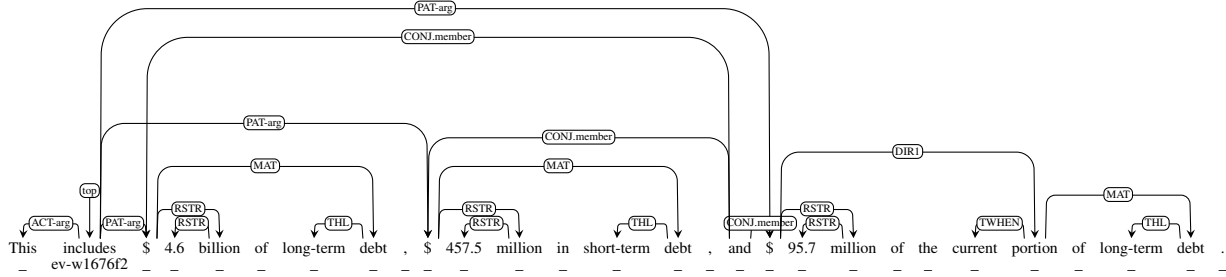 PAT-arg
CONJ.member
PAT-arg
CONJ.member
DIR1
MAT MAT
top MAT
RSTR RSTR RSTR
ACT-arg PAT-arg RSTR THL RSTR THL CONJ.member RSTR TWHEN THL
This includes $ 4.6 billion of long-term debt , $ 457.5 million in short-term debt , and $ 95.7 million of the current portion of long-term debt .
_ ev-w1676f2 _ _ _ _ _ _ _ _ _ _ _ _ _ _ _ _ _ _ _ _ _ _ _ _ _ _